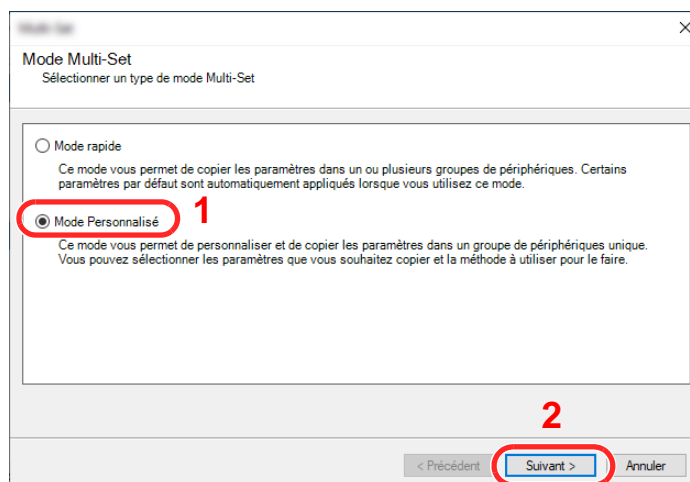 Mode Multi-Set
Sélectionner un type de mode Multi-Set
Mode rapide
Ce mode vous permet de copier les paramètres dans un ou plusieurs groupes de périphériques. Certains
paramètres par défaut sont automatiquement appliqués lorsque vous utilisez ce mode.
Mode Personnalisé
1
Ce mode vous permet de personnaliser et de copier les paramètres dans un groupe de périphériques unique.
Vous pouvez sélectionner les paramètres que vous souhaitez copier et la méthode à utiliser pour le faire.
2
< Précédent
Suivant >
Annuler